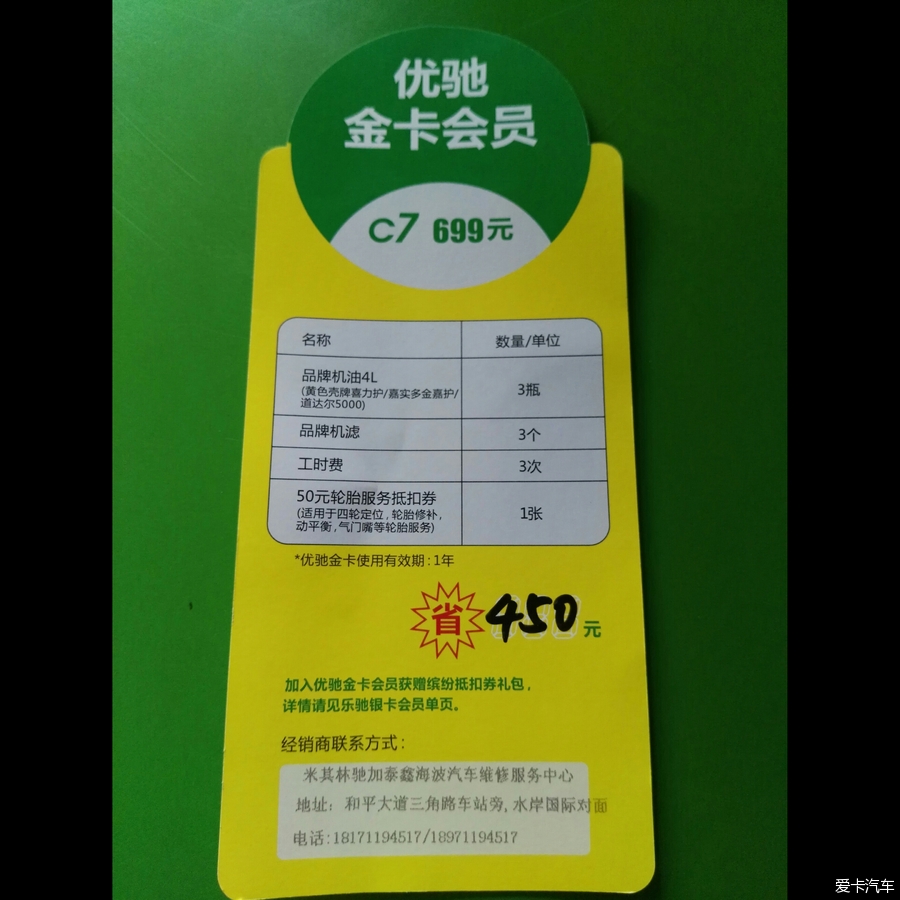 优驰
金卡会员
C7 699元
名称 数量/单位
品牌机油4L
(黄色壳牌喜力护/嘉实多金嘉护/
道达尔5000)
3瓶
品牌机滤 3个
工时费 3次
50元轮胎服务抵扣券
(适用于四轮定位,轮胎修补,
动平衡,气门嘴等轮胎服务)
1张
*优驰金卡使用有效期:1年
省 450 元
加入优驰金卡会员获赠缤纷抵扣券礼包,
详情请见乐驰银卡会员单页。
经销商联系方式:
米其林驰加泰鑫海波汽车维修服务中心
地址: 和平大道三角路车站旁,水岸国际对面
电话:18171194517/18971194517
爱卡汽车